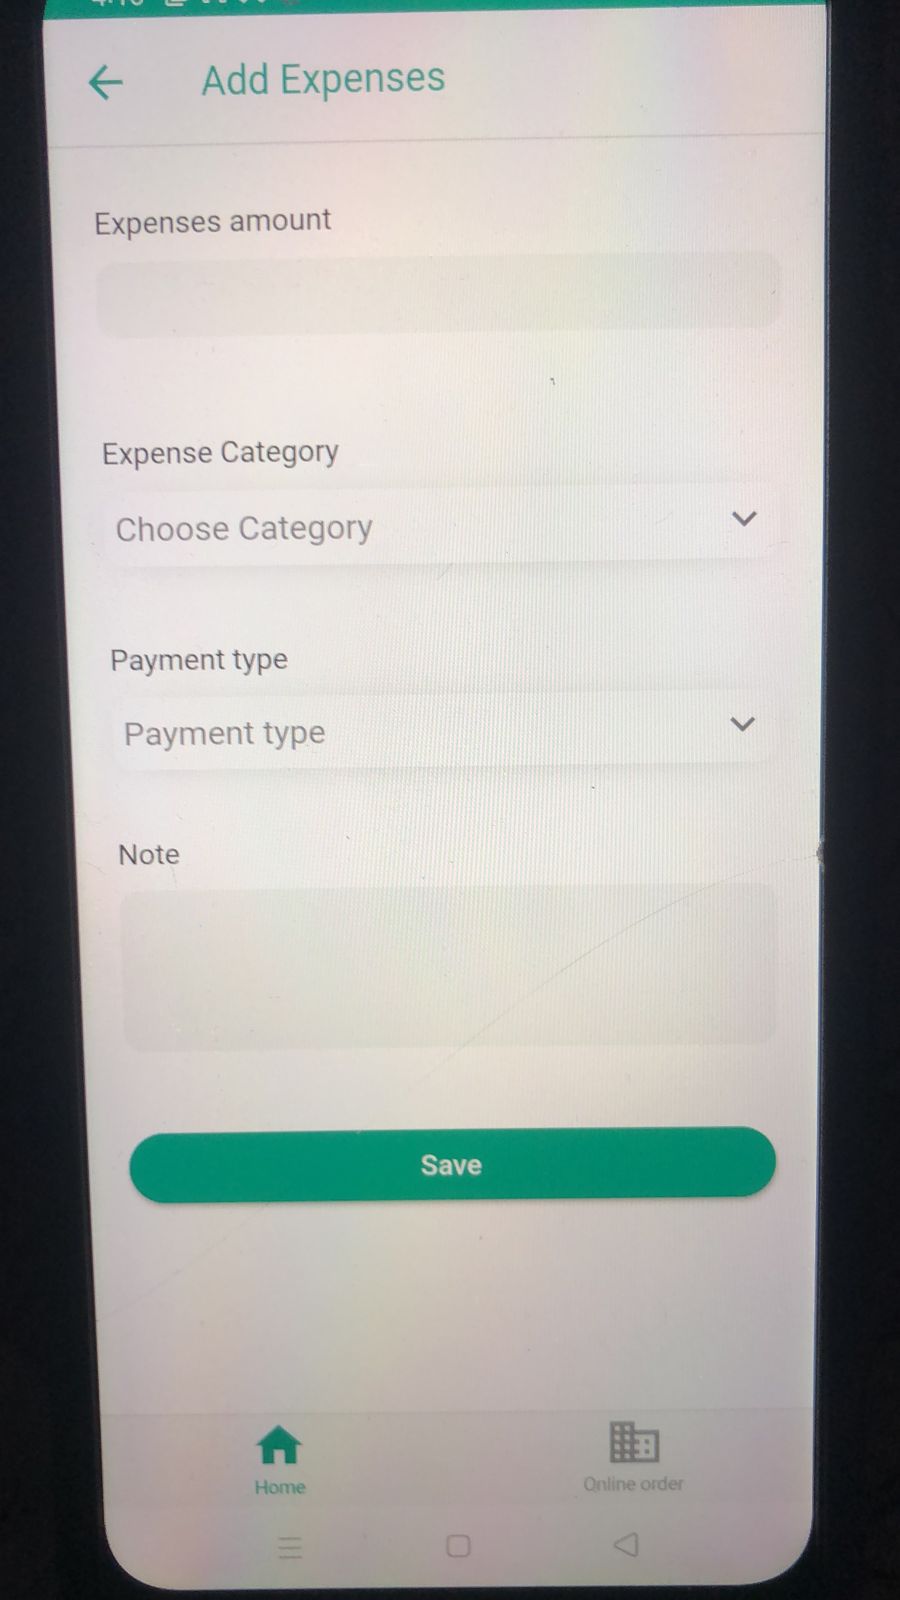 Add Expenses
Expenses amount
Expense Category
Choose Category
Payment type
Payment type
Note
Save
Home
Online order